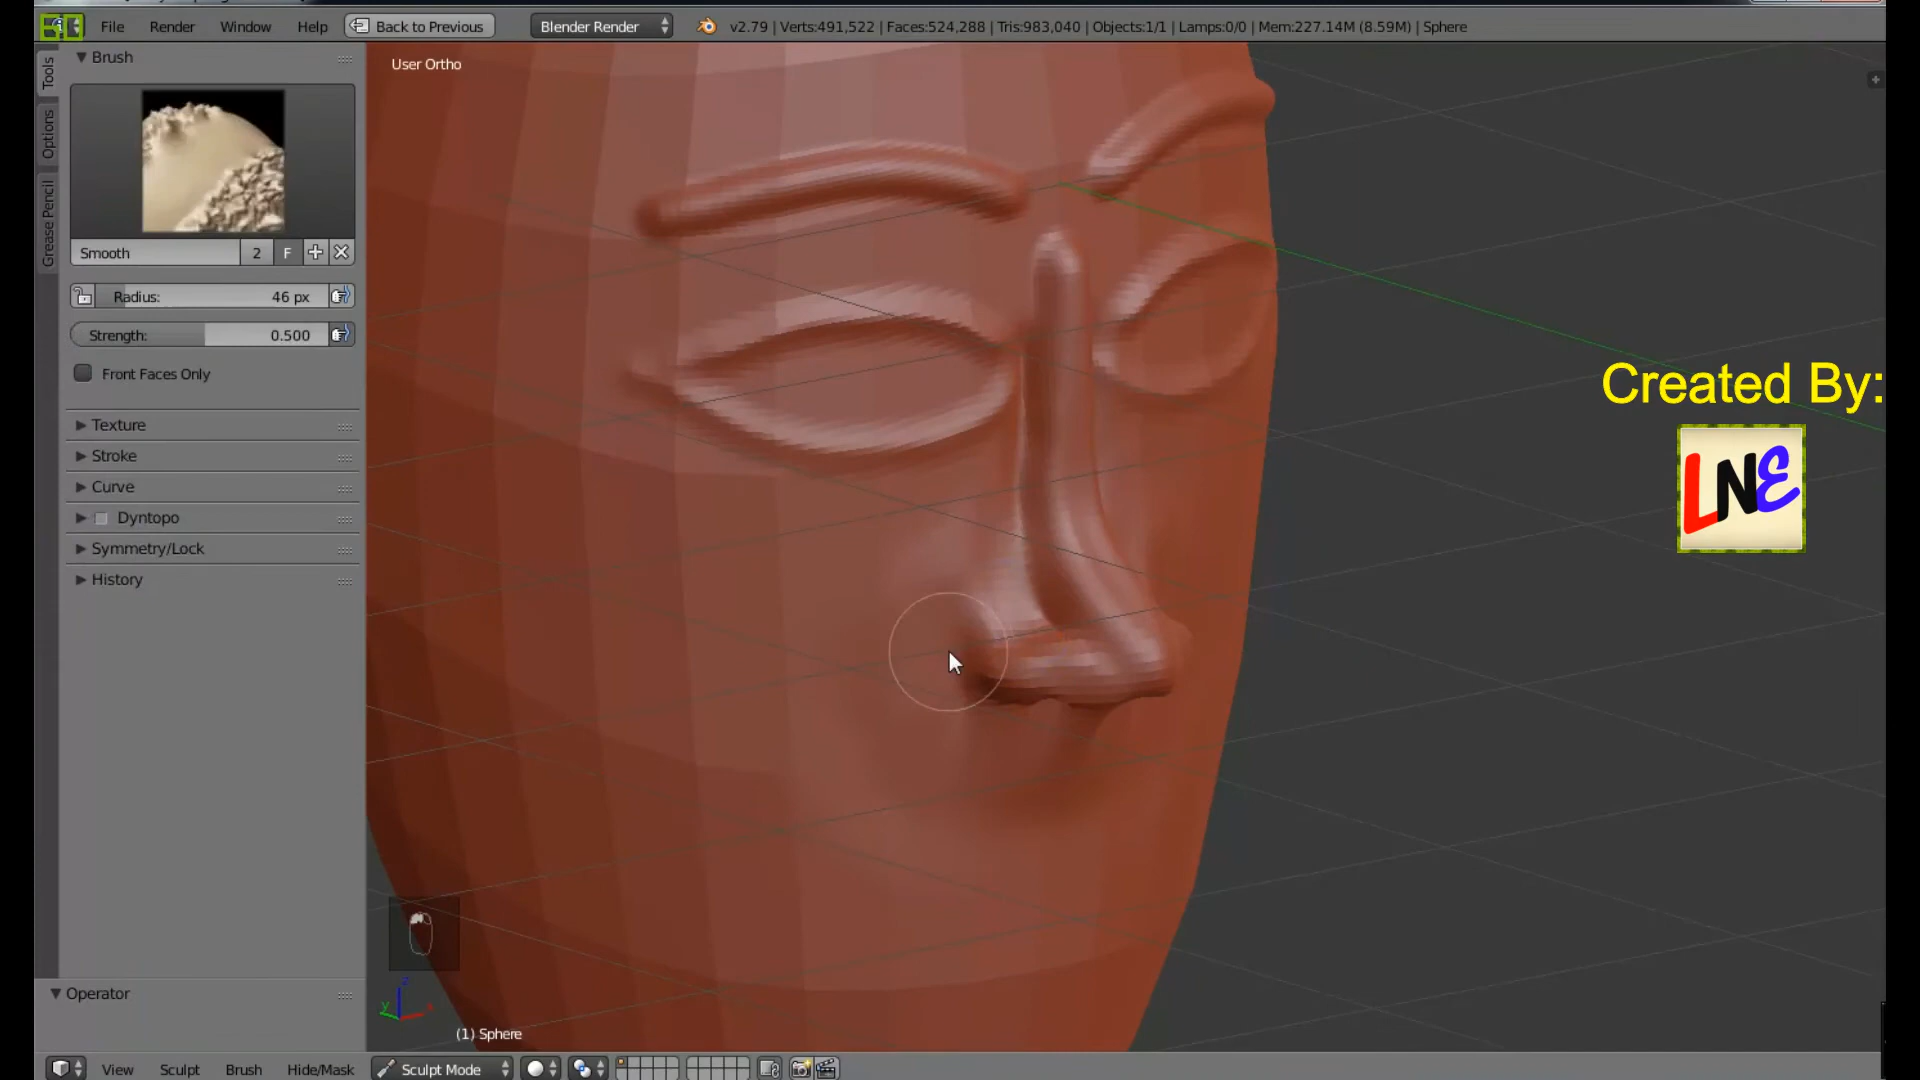 File Render Window Help Back to Previous Blender Render v2.79 | Verts:491,522 | Faces:524,288 | Tris:983,040 | Objects:1/1 | Lamps:0/0 | Mem:227.14M (8.59M) | Sphere
Tools
Options
Grease Pencil
Brush
Smooth 2 F
Radius: 46 px
Strength: 0.500
Front Faces Only
Texture
Stroke
Curve
Dyntopo
Symmetry/Lock
History
Operator
User Ortho
Created By:
LNE
z
y
x
(1) Sphere
View Sculpt Brush Hide/Mask Sculpt Mode